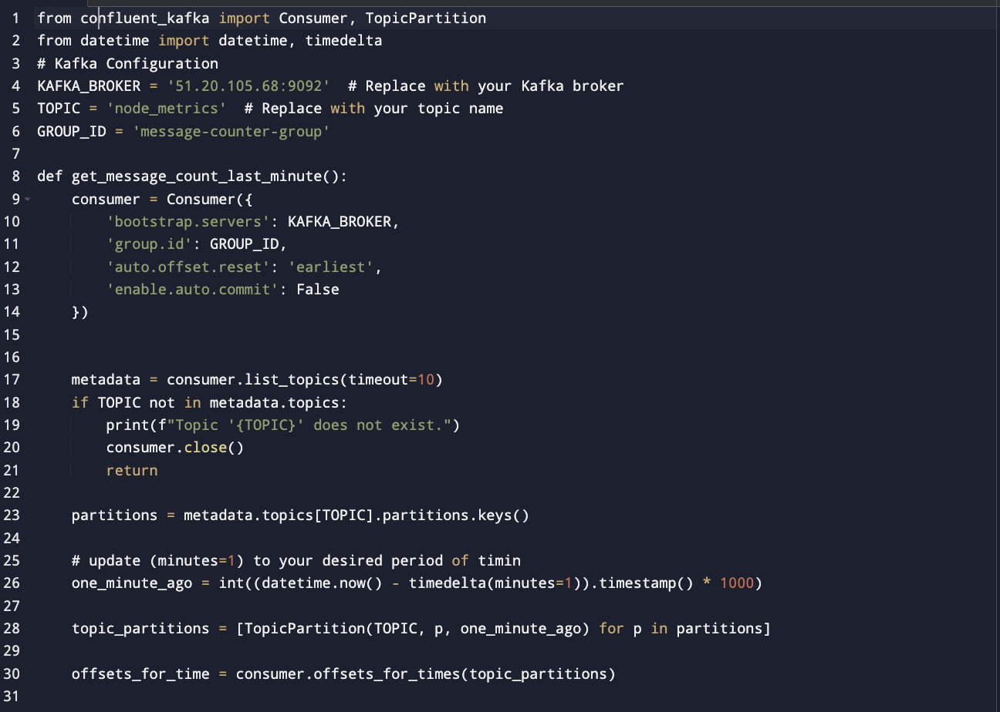 1 from confluent_kafka import Consumer, TopicPartition
2 from datetime import datetime, timedelta
3 # Kafka Configuration
4 KAFKA_BROKER = '51.20.105.68:9092'  # Replace with your Kafka broker
5 TOPIC = 'node_metrics'  # Replace with your topic name
6 GROUP_ID = 'message-counter-group'
7
8 def get_message_count_last_minute():
9     consumer = Consumer({
10         'bootstrap.servers': KAFKA_BROKER,
11         'group.id': GROUP_ID,
12         'auto.offset.reset': 'earliest',
13         'enable.auto.commit': False
14     })
15
16
17     metadata = consumer.list_topics(timeout=10)
18     if TOPIC not in metadata.topics:
19         print(f"Topic '{TOPIC}' does not exist.")
20         consumer.close()
21         return
22
23     partitions = metadata.topics[TOPIC].partitions.keys()
24
25     # update (minutes=1) to your desired period of timin
26     one_minute_ago = int((datetime.now() - timedelta(minutes=1)).timestamp() * 1000)
27
28     topic_partitions = [TopicPartition(TOPIC, p, one_minute_ago) for p in partitions]
29
30     offsets_for_time = consumer.offsets_for_times(topic_partitions)
31